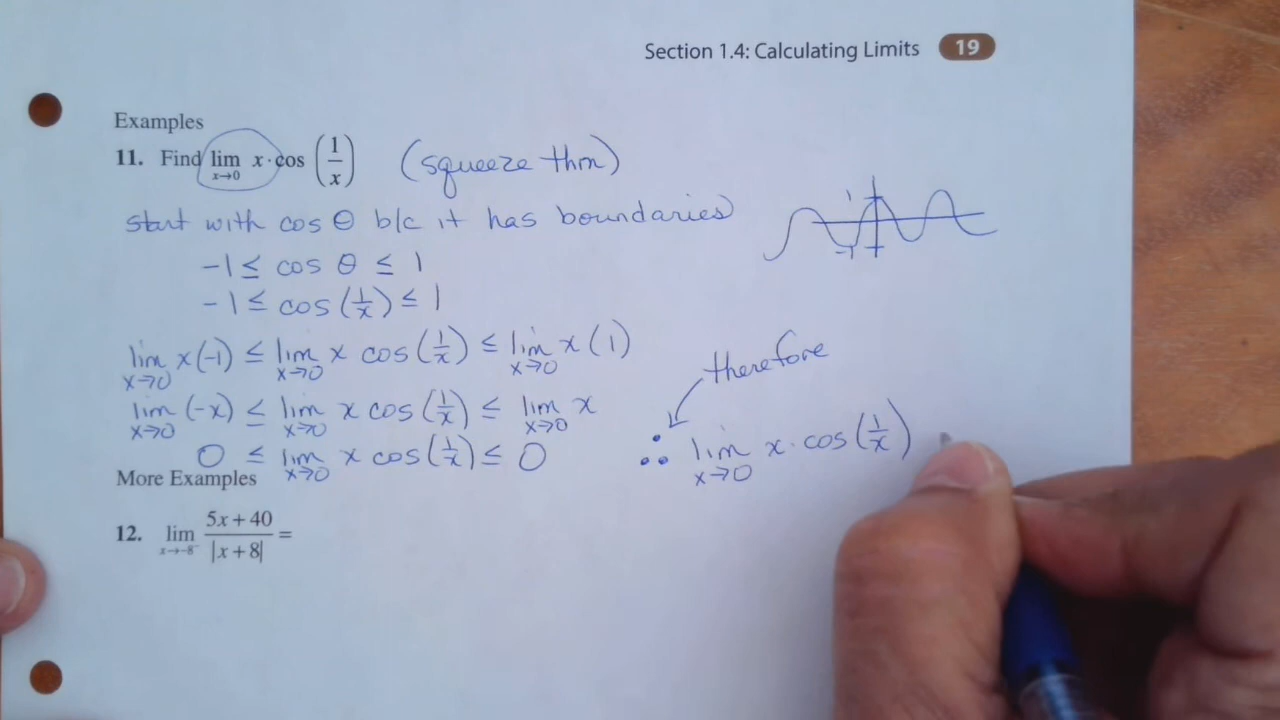 Section 1.4: Calculating Limits 19
Examples
11. Find lim x→0 x·cos(1/x) (squeeze thm)
start with cos θ b/c it has boundaries
1
-1
-1 ≤ cos θ ≤ 1
-1 ≤ cos(1/x) ≤ 1
lim x→0 x(-1) ≤ lim x→0 x cos(1/x) ≤ lim x→0 x(1)
therefore
lim x→0 (-x) ≤ lim x→0 x cos(1/x) ≤ lim x→0 x
0 ≤ lim x→0 x cos(1/x) ≤ 0
∴ lim x→0 x·cos(1/x)
More Examples
12. lim x→-8⁻ 5x+40/|x+8| =